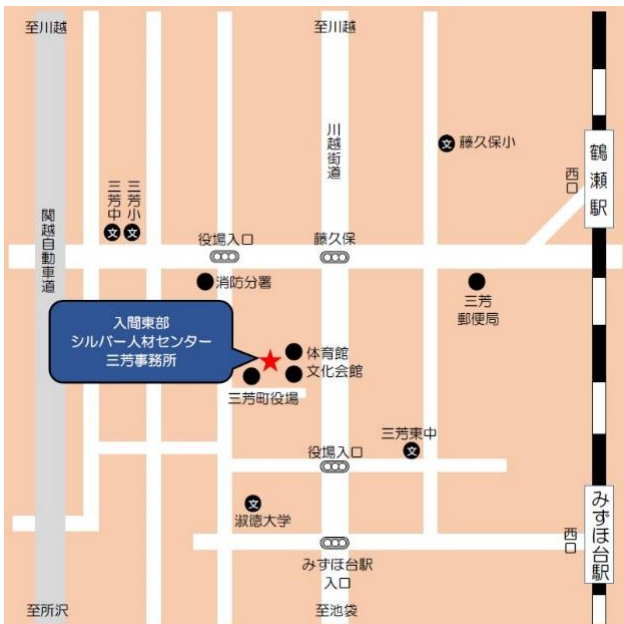 至川越
至川越
川越街道
文
藤久保小
鶴瀬駅
西口
三芳中
三芳小
文
文
関越自動車道
役場入口
藤久保
消防分署
三芳
郵便局
入間東部
シルバー人材センター
三芳事務所
体育館
文化会館
三芳町役場
三芳東中
文
役場入口
文
淑徳大学
みずほ台駅
入口
西口
みずほ台駅
至所沢
至池袋